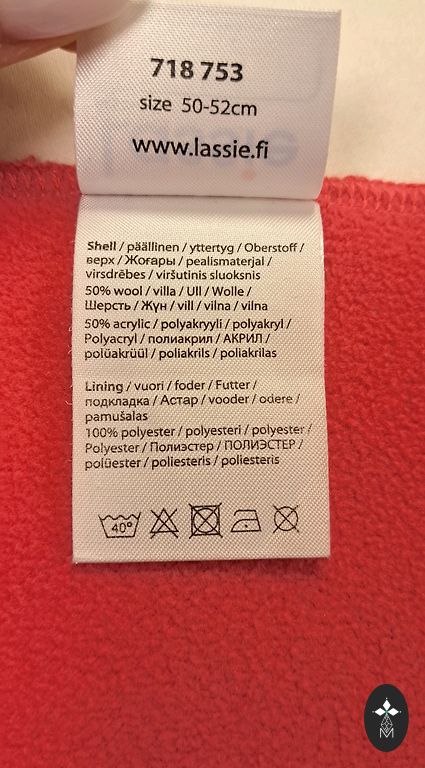 718 753
size 50-52cm
www.lassie.fi
Shell / päällinen / yttertyg / Oberstoff /
верх / Жоғары / pealismaterjal /
virsdrēbes / viršutinis sluoksnis
50% wool / villa / Ull / Wolle /
Шерсть / Жүн / vill / vilna / vilna
50% acrylic / polyakryyli / polyakryl /
Polyacryl / полиакрил / АКРИЛ /
polüakrüül / poliakrils / poliakrilas
Lining / vuori / foder / Futter /
подкладка / Астар / vooder / odere /
pamušalas
100% polyester / polyesteri / polyester /
Polyester / Полиэстер / ПОЛИЭСТЕР /
polüester / poliesteris / poliesteris
40°
M